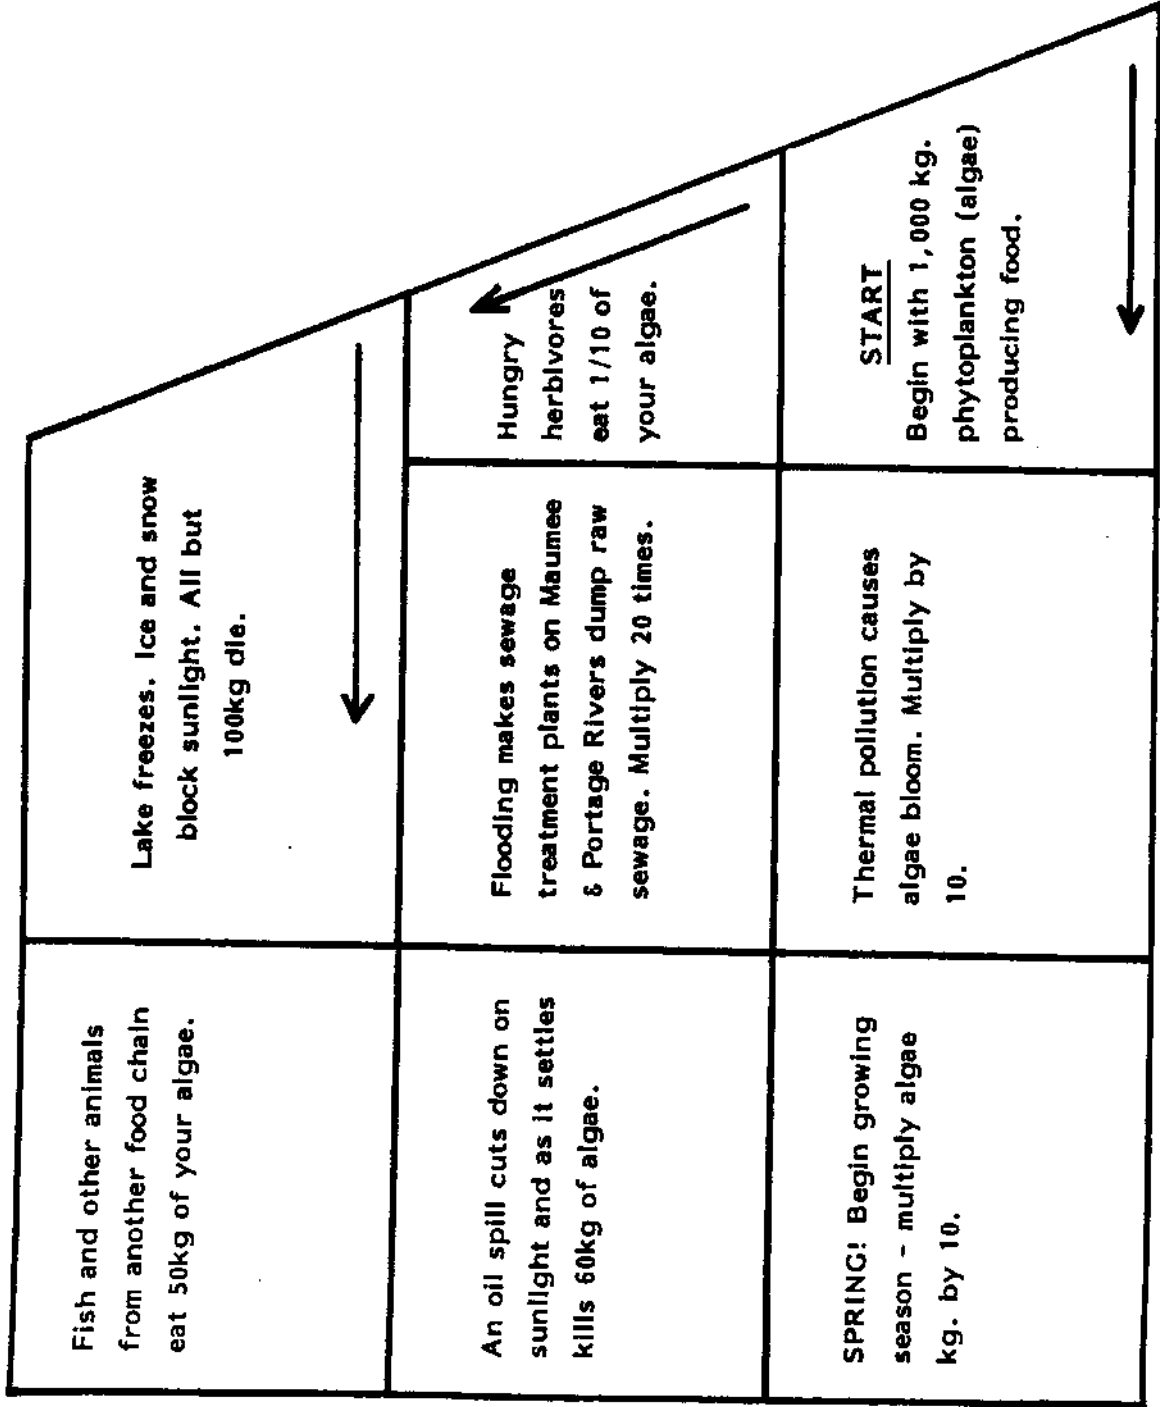 Fish and other animals
from another food chain
eat 50kg of your algae.
Lake freezes. Ice and snow
block sunlight. All but
100kg die.
An oil spill cuts down on
sunlight and as it settles
kills 60kg of algae.
Flooding makes sewage
treatment plants on Maumee
& Portage Rivers dump raw
sewage. Multiply 20 times.
Hungry
herbivores
eat 1/10 of
your algae.
SPRING! Begin growing
season - multiply algae
kg. by 10.
Thermal pollution causes
algae bloom. Multiply by
10.
START
Begin with 1,000 kg.
phytoplankton (algae)
producing food.